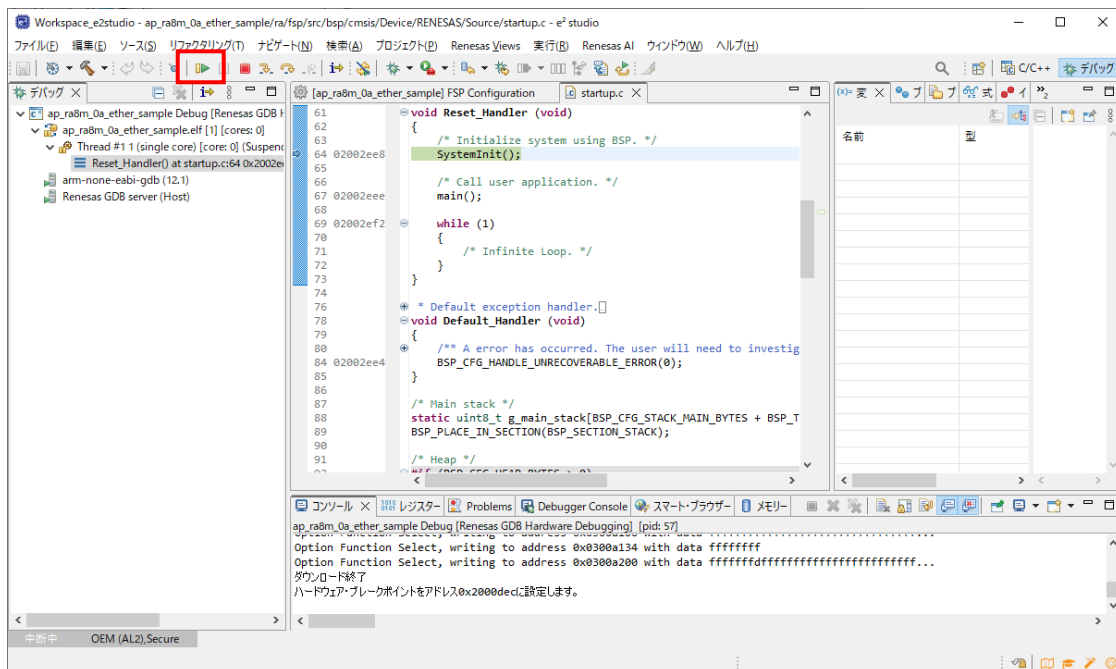 Workspace_e2studio - ap_ra8m_0a_ether_sample/ra/fsp/src/bsp/cmsis/Device/RENESAS/Source/startup.c - e² studio
ファイル(F) 編集(E) ソース(S) リファクタリング(T) ナビゲート(N) 検索(A) プロジェクト(P) Renesas Views 実行(R) Renesas AI ウィンドウ(W) ヘルプ(H)
C/C++ デバッグ
デバッグ
ap_ra8m_0a_ether_sample Debug [Renesas GDB H
ap_ra8m_0a_ether_sample.elf [1] [cores: 0]
Thread #1 1 (single core) [core: 0] (Suspend
Reset_Handler() at startup.c:64 0x2002e
arm-none-eabi-gdb (12.1)
Renesas GDB server (Host)
[ap_ra8m_0a_ether_sample] FSP Configuration
startup.c
61 void Reset_Handler (void)
62 {
63 /* Initialize system using BSP. */
64 02002ee8 SystemInit();
65
66 /* Call user application. */
67 02002eee main();
68
69 02002ef2 while (1)
70 {
71 /* Infinite Loop. */
72 }
73 }
74
76 * Default exception handler.
78 void Default_Handler (void)
79 {
80 /** A error has occurred. The user will need to investig
84 02002ee4 BSP_CFG_HANDLE_UNRECOVERABLE_ERROR(0);
85 }
86
87 /* Main stack */
88 static uint8_t g_main_stack[BSP_CFG_STACK_MAIN_BYTES + BSP_T
89 BSP_PLACE_IN_SECTION(BSP_SECTION_STACK);
90
91 /* Heap */
(x)= 変 ブ プ 式 イ 2
名前 型
コンソール レジスター Problems Debugger Console スマート・ブラウザー メモリー
ap_ra8m_0a_ether_sample Debug [Renesas GDB Hardware Debugging] [pid: 57]
Option Function Select, writing to address 0x0300a134 with data ffffffff
Option Function Select, writing to address 0x0300a200 with data fffffffdffffffffffffffffffffffff...
ダウンロード終了
ハードウェア・ブレークポイントをアドレス0x2000decに設定します。
中断中 OEM (AL2),Secure